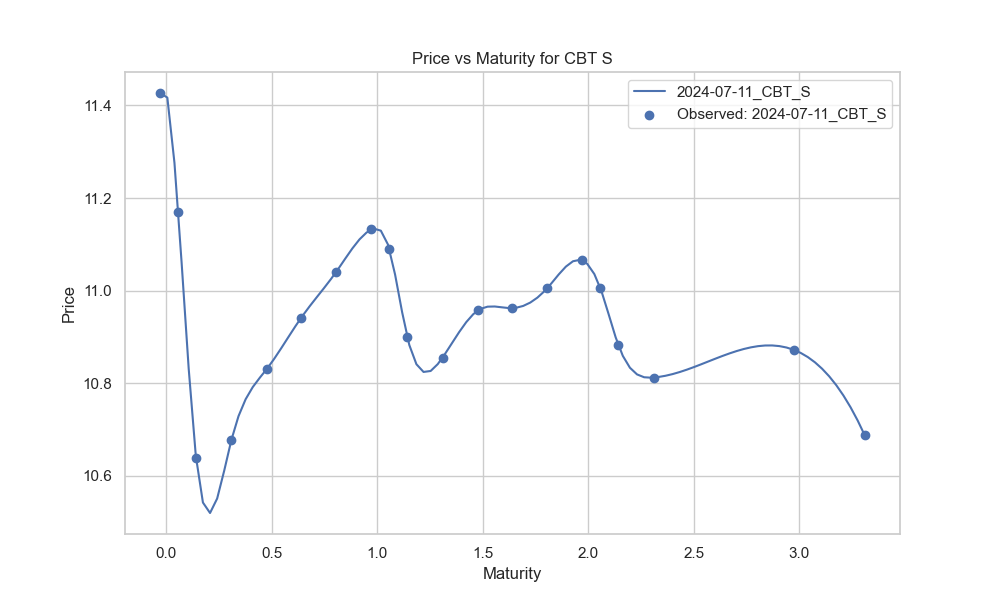 Price vs Maturity for CBT S
2024-07-11_CBT_S
Observed: 2024-07-11_CBT_S
Price
11.4
11.2
11.0
10.8
10.6
0.0 0.5 1.0 1.5 2.0 2.5 3.0
Maturity